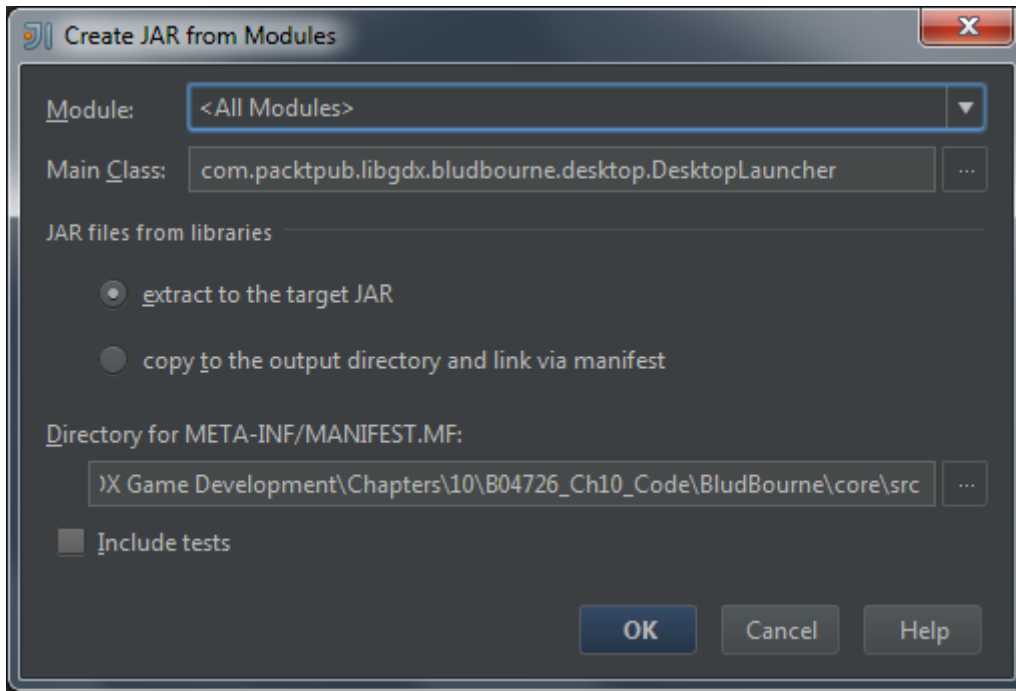 Create JAR from Modules
Module: <All Modules>
Main Class: com.packtpub.libgdx.bludbourne.desktop.DesktopLauncher ...
JAR files from libraries
extract to the target JAR
copy to the output directory and link via manifest
Directory for META-INF/MANIFEST.MF:
X Game Development\Chapters\10\B04726_Ch10_Code\BludBourne\core\src ...
Include tests
OK Cancel Help